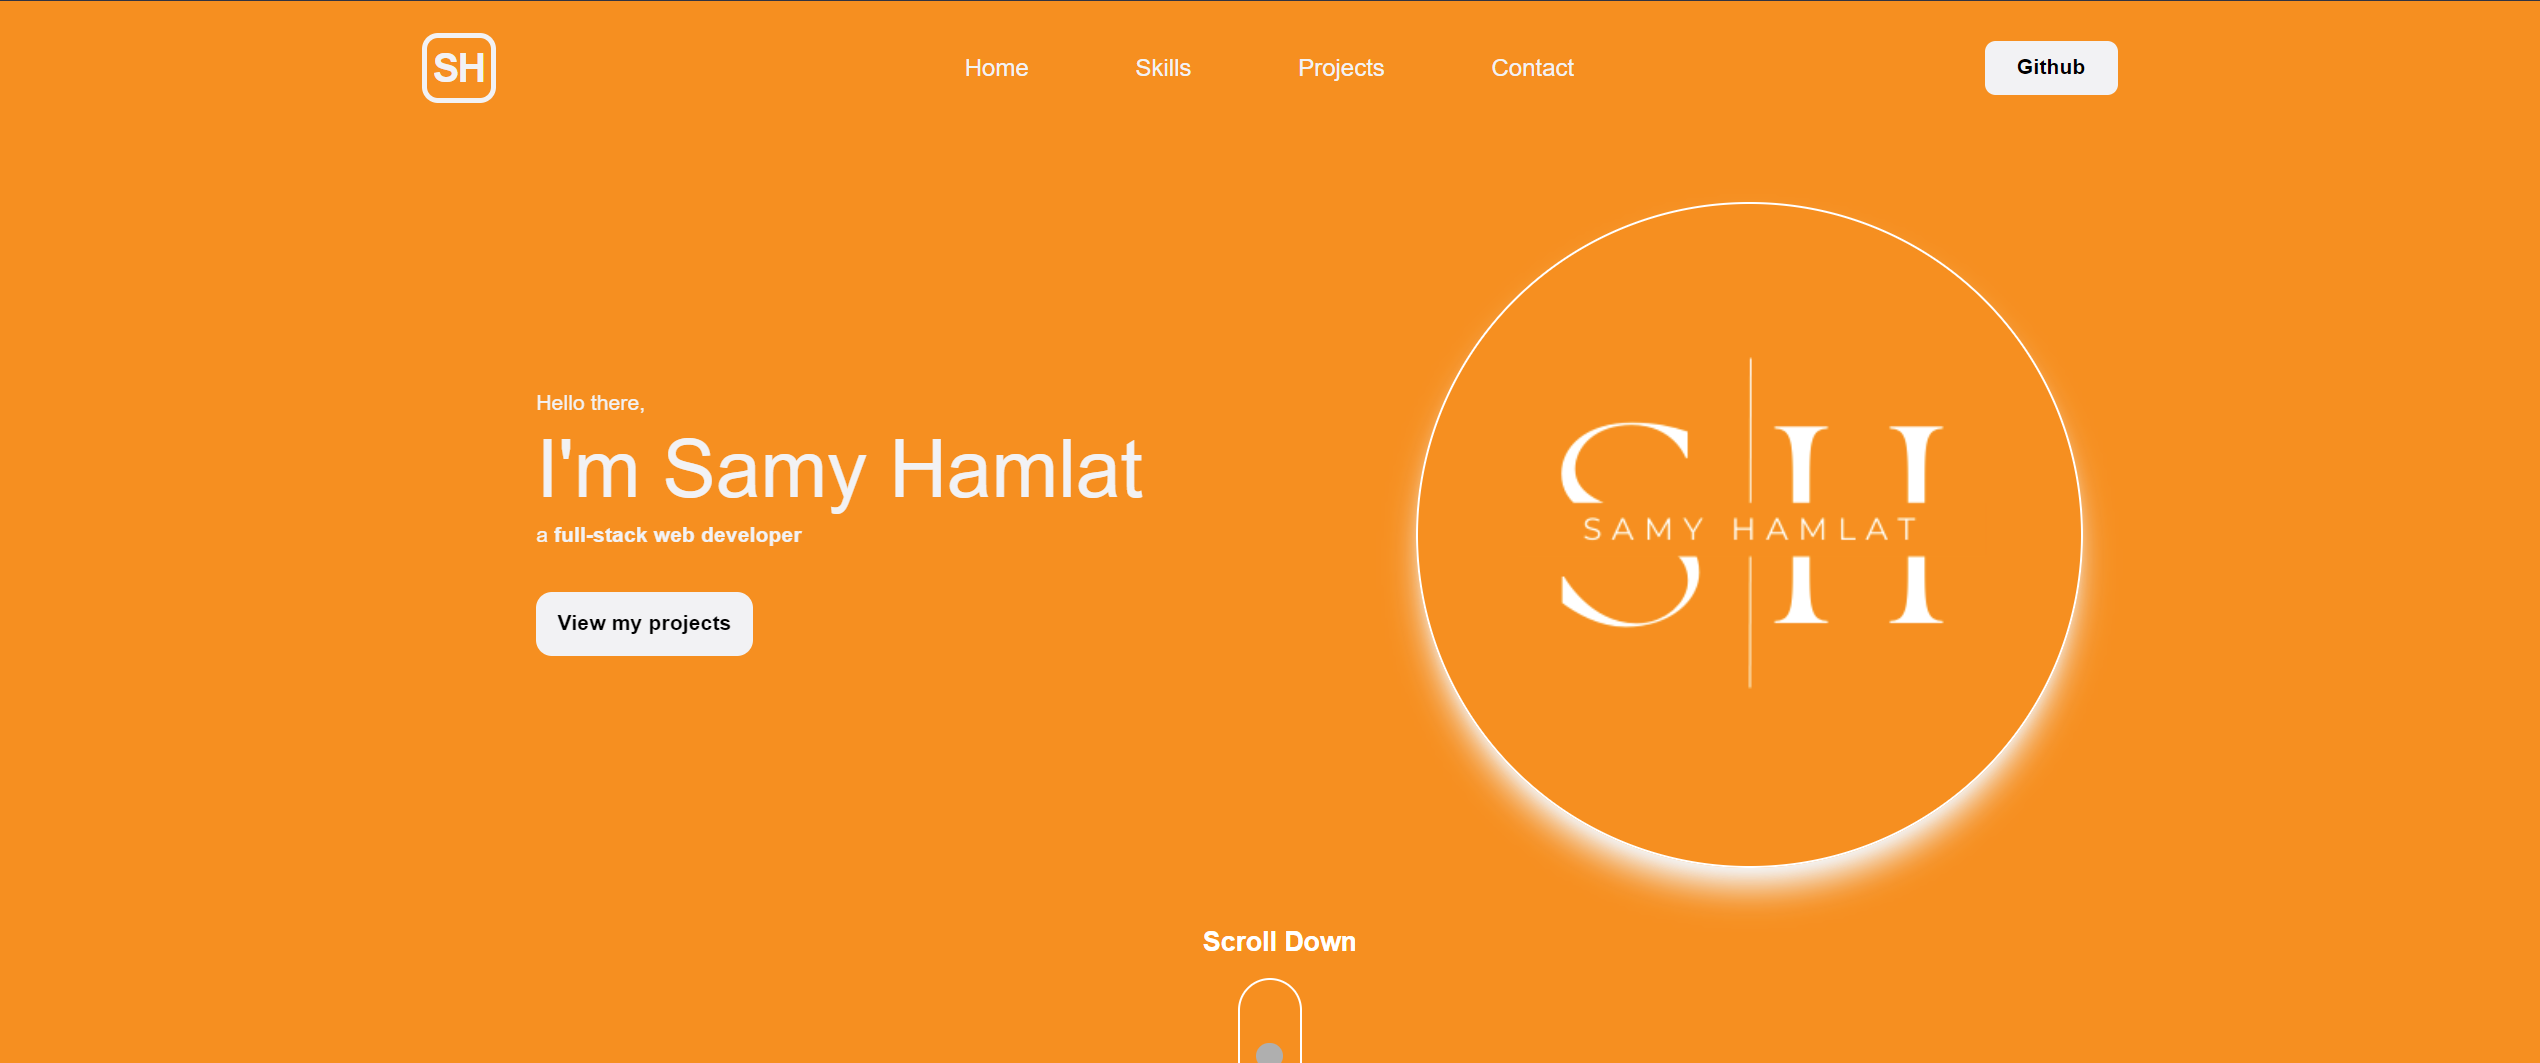 SH
Home
Skills
Projects
Contact
Github
Hello there,
I'm Samy Hamlat
a full-stack web developer
View my projects
SH
SAMY HAMLAT
Scroll Down